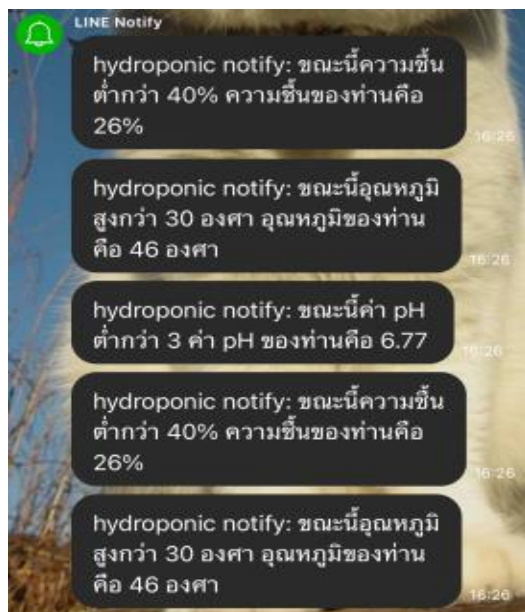 LINE Notify
hydroponic notify: ขณะนี้ความชื้น
ต่ำกว่า 40% ความชื้นของท่านคือ
26%
16:26
hydroponic notify: ขณะนี้อุณหภูมิ
สูงกว่า 30 องศา อุณหภูมิของท่าน
คือ 46 องศา
16:26
hydroponic notify: ขณะนี้ค่า pH
ต่ำกว่า 3 ค่า pH ของท่านคือ 6.77
16:26
hydroponic notify: ขณะนี้ความชื้น
ต่ำกว่า 40% ความชื้นของท่านคือ
26%
16:26
hydroponic notify: ขณะนี้อุณหภูมิ
สูงกว่า 30 องศา อุณหภูมิของท่าน
คือ 46 องศา
16:26